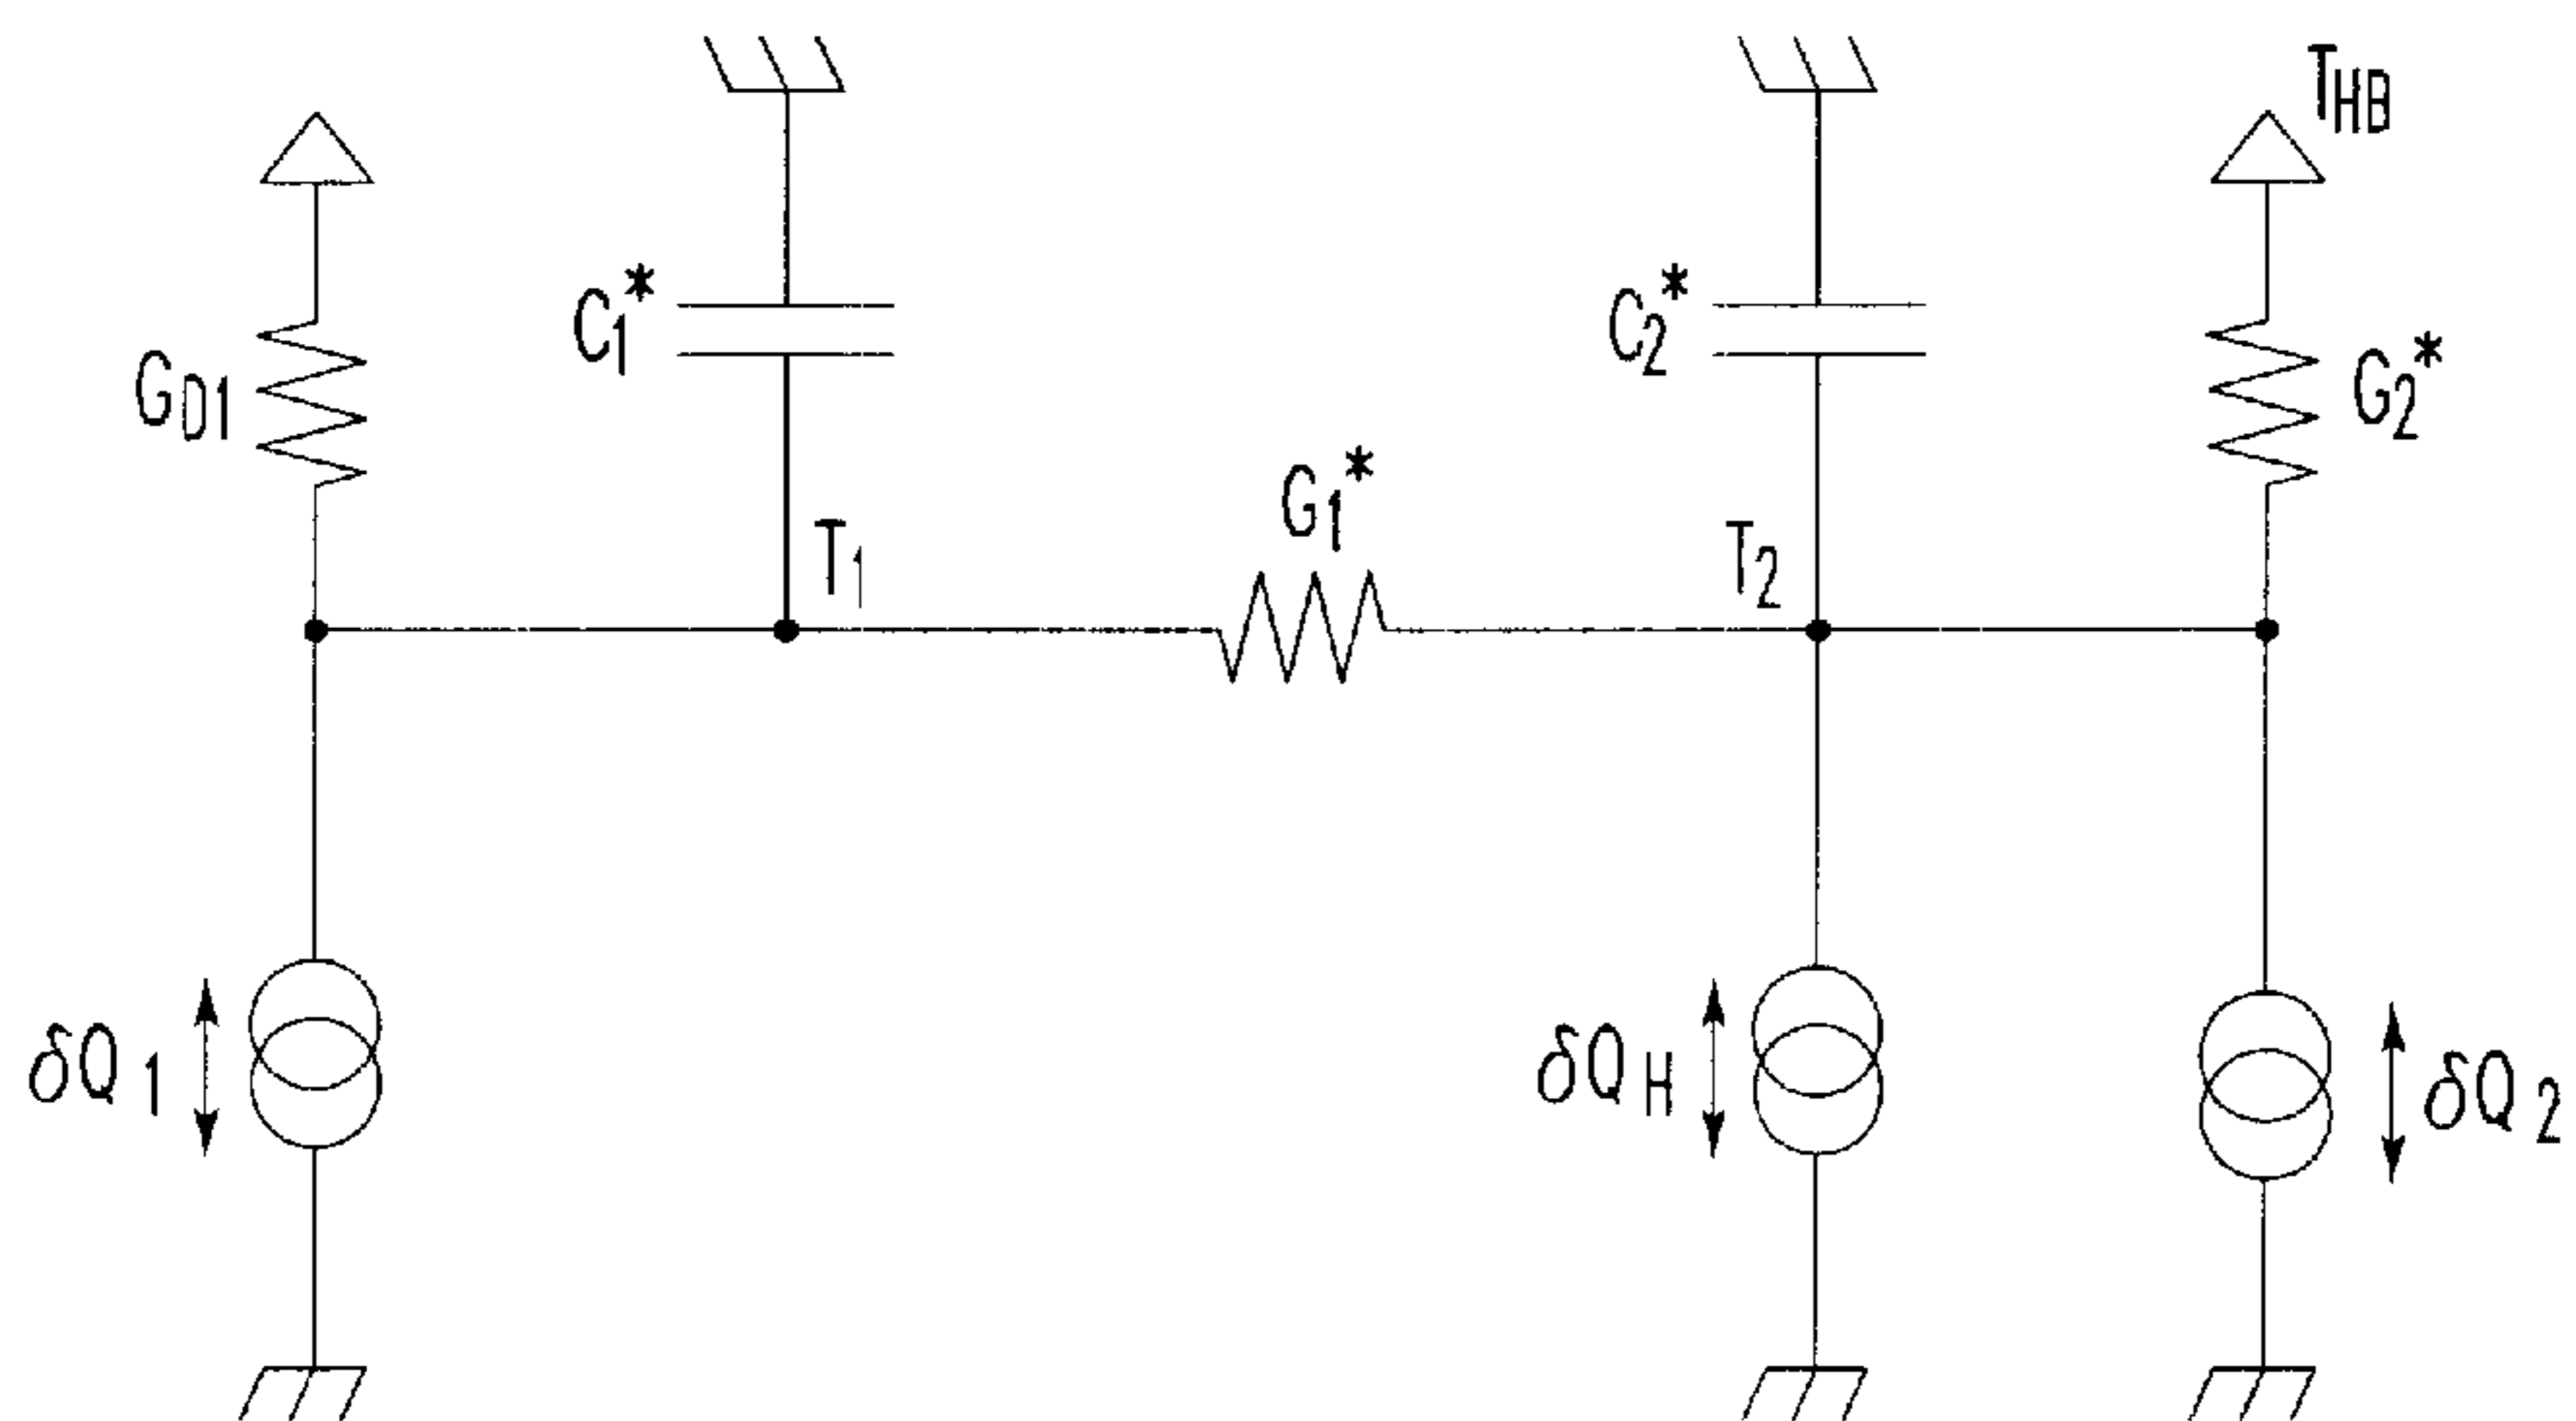 T_HB
C_1^*
C_2^*
G_D1
G_2^*
G_1^*
T_1
T_2
δQ_1
δQ_H
δQ_2